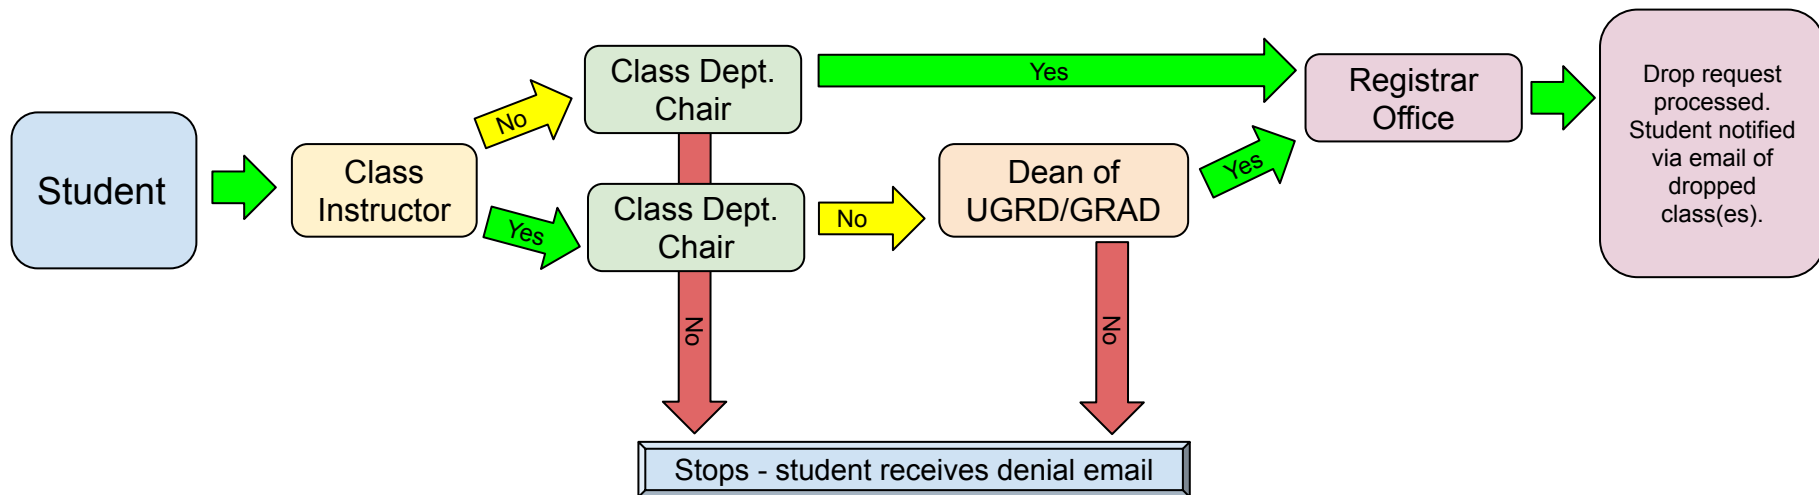 Student
Class
Instructor
No
Yes
Class Dept.
Chair
Yes
Class Dept.
Chair
No
No
Dean of
UGRD/GRAD
Yes
No
Registrar
Office
Drop request
processed.
Student notified
via email of
dropped
class(es).
Stops - student receives denial email